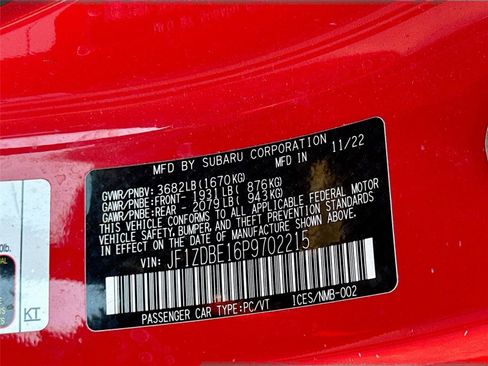 MFD BY SUBARU CORPORATION 11/22
GVWR/PNBV: 3682LB(1670KG)
GAWR/PNBE:FRONT- 1931LB( 876KG)
GAWR/PNBE:REAR - 2079LB( 943KG)
THIS VEHICLE CONFORMS TO ALL APPLICABLE FEDERAL MOTOR
VEHICLE SAFETY, BUMPER, AND THEFT PREVENTION STANDARDS
IN EFFECT ON THE DATE OF MANUFACTURE SHOWN ABOVE.
VIN: JF1ZDBE16P9702215
PASSENGER CAR TYPE:PC/VT ICES/NMB-002
KT